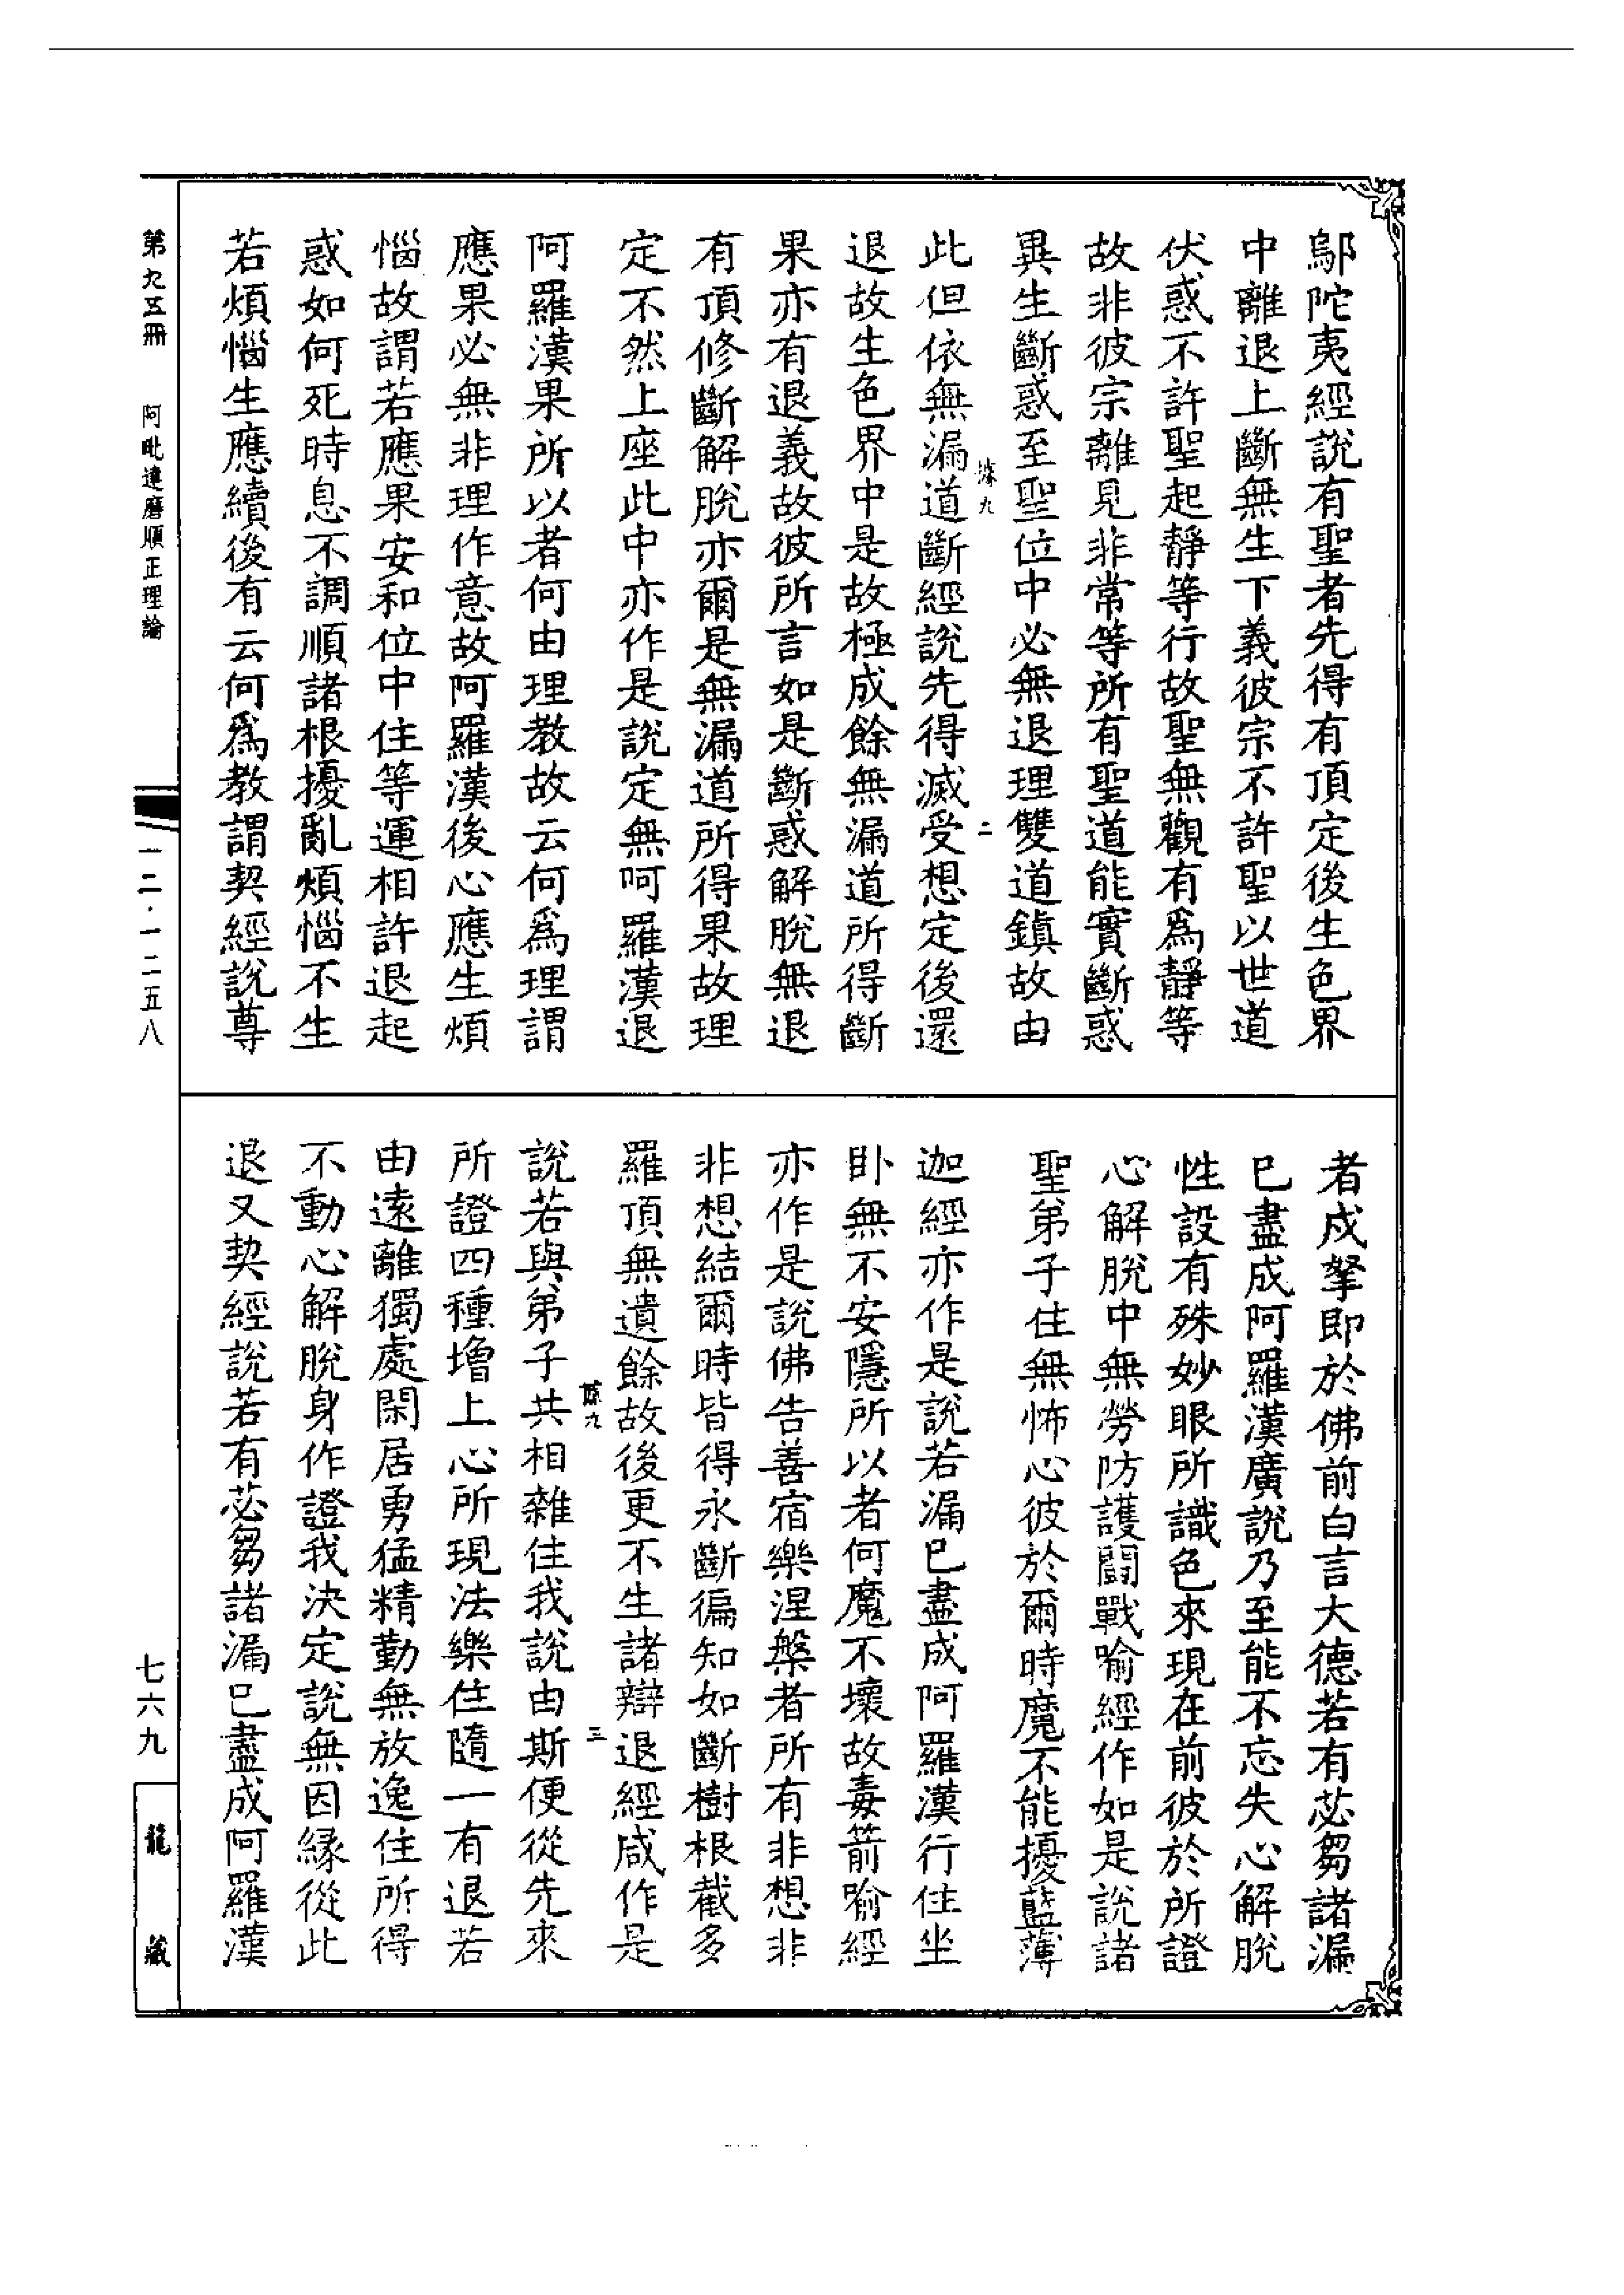 鄔陀夷經說有聖者先得有頂定後生色界
中離退上斷無生下義彼宗不許聖以世道
伏惑不許聖起靜等行故聖無觀有爲靜等
故非彼宗離見非常等所有聖道能實斷惑
異生斷惑至聖位中必無退理雙道鎮故由
此但依無漏道斷經說先得滅受想定後還
退故生色界中是故極成餘無漏道所得斷
果亦有退義故彼所言如是斷惑解脫無退
有頂修斷解脫亦爾是無漏道所得果故理
定不然上座此中亦作是說定無呵羅漢退
阿羅漢果所以者何由理教故云何爲理謂
應果必無非理作意故阿羅漢後心應生煩
惱故謂若應果安和位中住等運相許退起
惑如何死時息不調順諸根擾亂煩惱不生
若煩惱生應續後有云何爲教謂契經說尊
者戍拏即於佛前白言大德若有苾芻諸漏
已盡成阿羅漢廣說乃至能不忘失心解脫
性設有殊妙眼所識色來現在前彼於所證
心解脫中無勞防護鬪戰喻經作如是說諸
聖弟子住無怖心彼於爾時魔不能擾藍薄
迦經亦作是說若漏已盡成阿羅漢行住坐
臥無不安隱所以者何魔不壞故毒箭喻經
亦作是說佛告善宿樂涅槃者所有非想非
非想結爾時皆得永斷徧知如斷樹根截多
羅頂無遺餘故後更不生諸辯退經咸作是
說若與弟子共相雜住我說由斯便從先來
所證四種增上心所現法樂住隨一有退若
由遠離獨處閑居勇猛精勤無放逸住所得
不動心解脫身作證我決定說無因緣從此
退又契經說若有苾芻諸漏已盡成阿羅漢
二
三
第九五冊　阿毗達磨順正理論
一二·一二五八
七六九
龍藏